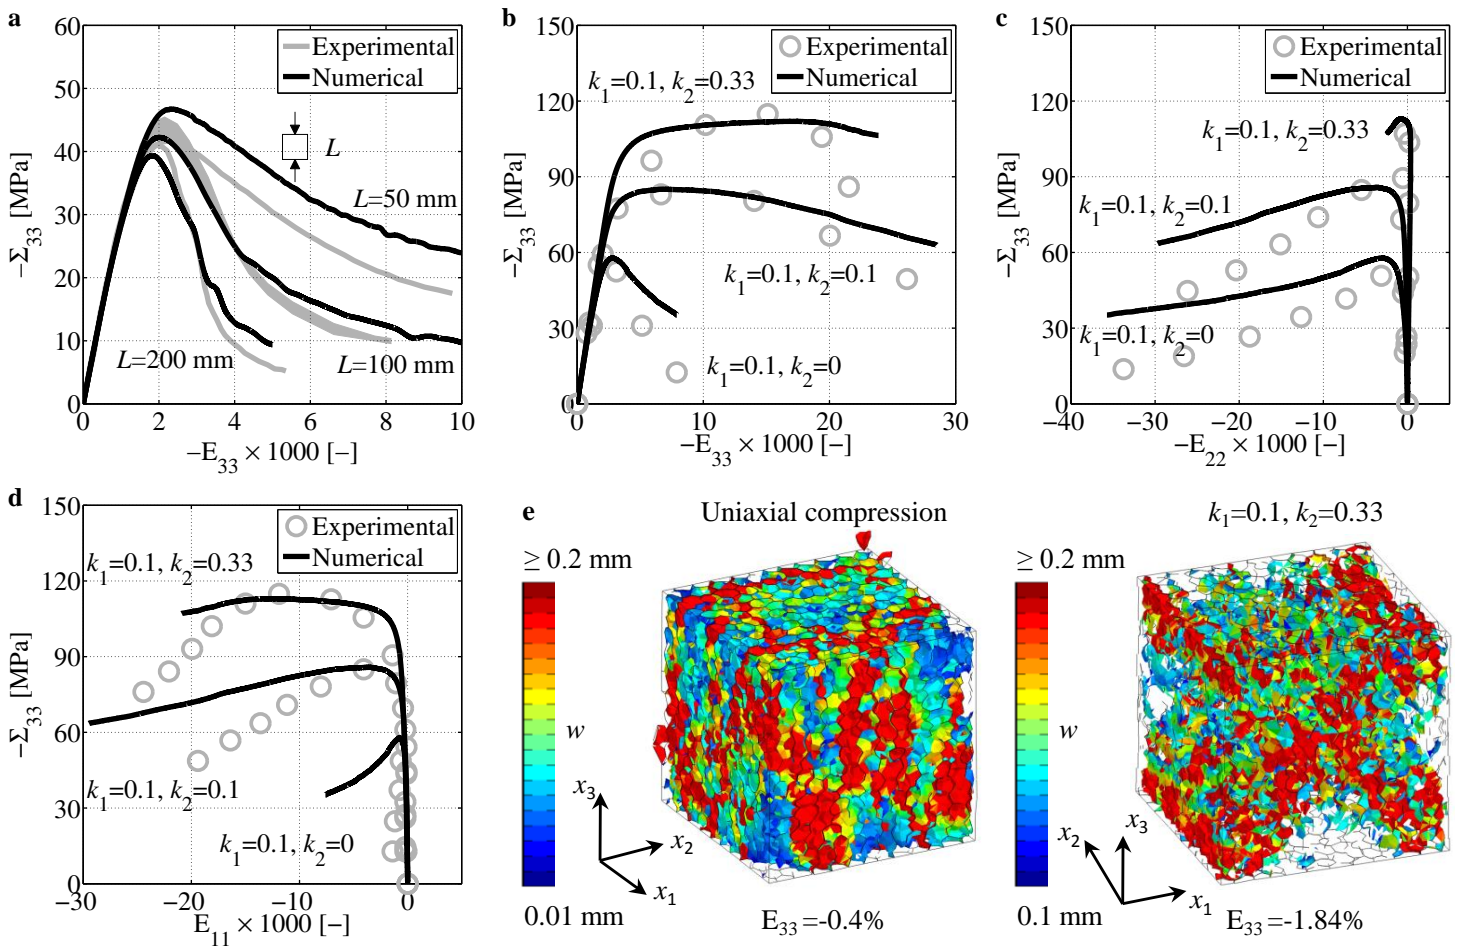 a
60
50
40
30
20
10
0
−Σ33 [MPa]
Experimental
Numerical
L
L=50 mm
L=200 mm
L=100 mm
0 2 4 6 8 10
−E33 × 1000 [−]
b
150
120
90
60
30
0
−Σ33 [MPa]
Experimental
Numerical
k1=0.1, k2=0.33
k1=0.1, k2=0.1
k1=0.1, k2=0
0 10 20 30
−E33 × 1000 [−]
c
150
120
90
60
30
0
−Σ33 [MPa]
Experimental
Numerical
k1=0.1, k2=0.33
k1=0.1, k2=0.1
k1=0.1, k2=0
−40 −30 −20 −10 0
−E22 × 1000 [−]
d
150
120
90
60
30
0
−Σ33 [MPa]
Experimental
Numerical
k1=0.1, k2=0.33
k1=0.1, k2=0.1
k1=0.1, k2=0
−30 −20 −10 0
E11 × 1000 [−]
e
Uniaxial compression
≥ 0.2 mm
w
0.01 mm
x3
x2
x1
E33=-0.4%
k1=0.1, k2=0.33
≥ 0.2 mm
w
0.1 mm
x2
x3
x1
E33=-1.84%